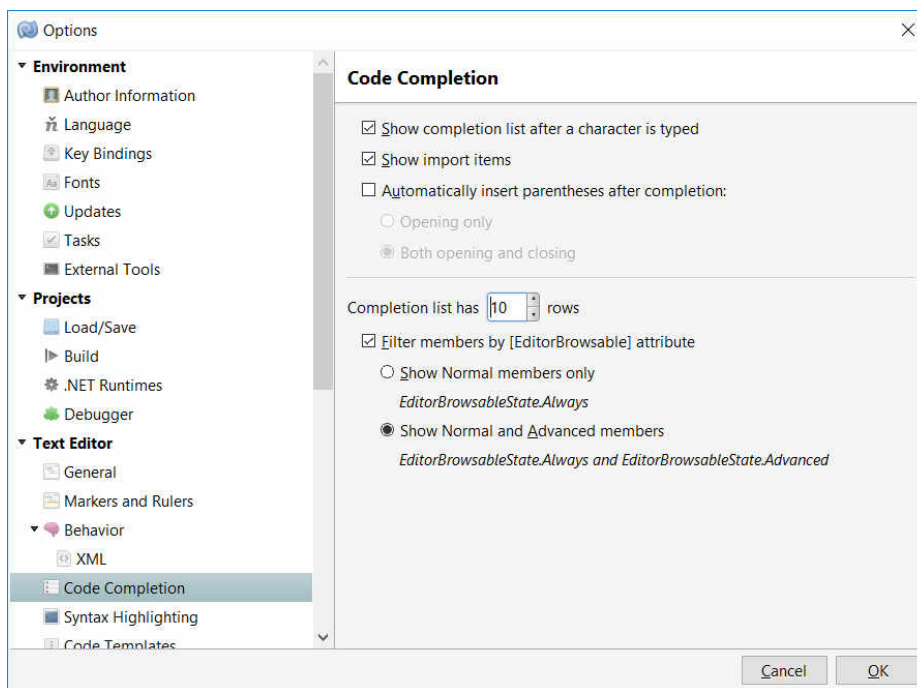 Options
Environment
Author Information
Language
Key Bindings
Fonts
Updates
Tasks
External Tools
Projects
Load/Save
Build
.NET Runtimes
Debugger
Text Editor
General
Markers and Rulers
Behavior
XML
Code Completion
Syntax Highlighting
Code Templates
Code Completion
Show completion list after a character is typed
Show import items
Automatically insert parentheses after completion:
Opening only
Both opening and closing
Completion list has 10 rows
Filter members by [EditorBrowsable] attribute
Show Normal members only
EditorBrowsableState.Always
Show Normal and Advanced members
EditorBrowsableState.Always and EditorBrowsableState.Advanced
Cancel OK